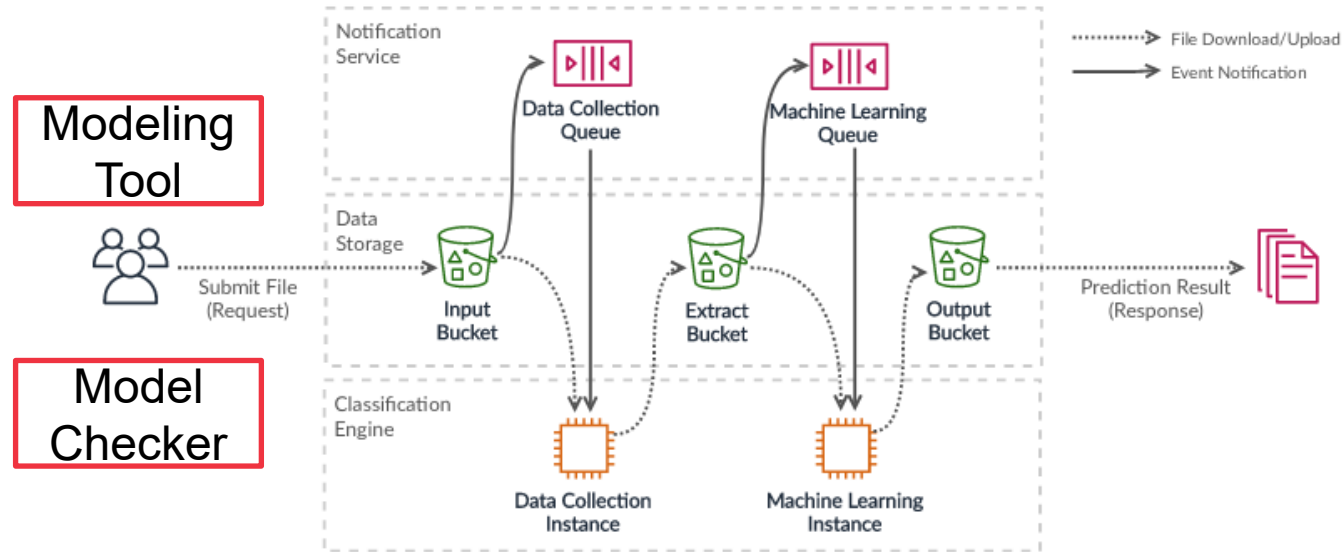 Notification
Service
File Download/Upload
Event Notification
Data Collection
Queue
Machine Learning
Queue
Modeling
Tool
Data
Storage
Submit File
(Request)
Input
Bucket
Extract
Bucket
Output
Bucket
Prediction Result
(Response)
Model
Checker
Classification
Engine
Data Collection
Instance
Machine Learning
Instance